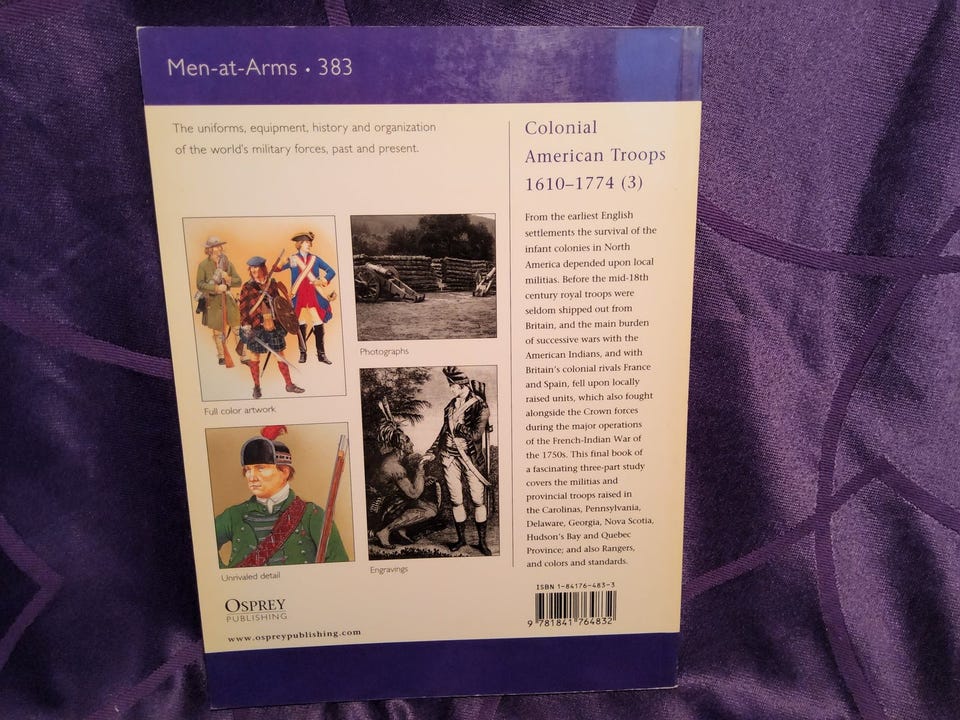 Men-at-Arms • 383
The uniforms, equipment, history and organization
of the world's military forces, past and present.
Full color artwork
Photographs
Unrivaled detail
Engravings
OSPREY
PUBLISHING
www.ospreypublishing.com
Colonial
American Troops
1610–1774 (3)
From the earliest English
settlements the survival of the
infant colonies in North
America depended upon local
militias. Before the mid-18th
century royal troops were
seldom shipped out from
Britain, and the main burden
of successive wars with the
American Indians, and with
Britain's colonial rivals France
and Spain, fell upon locally
raised units, which also fought
alongside the Crown forces
during the major operations
of the French-Indian War of
the 1750s. This final book of
a fascinating three-part study
covers the militias and
provincial troops raised in
the Carolinas, Pennsylvania,
Delaware, Georgia, Nova Scotia,
Hudson's Bay and Quebec
Province; and also Rangers,
and colors and standards.
ISBN 1-84176-483-3
9 781841 764832